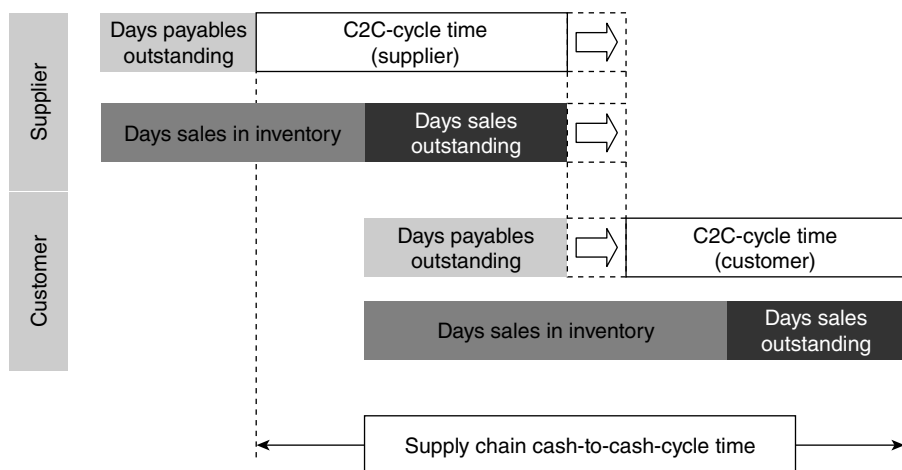 Supplier
Days payables
outstanding
C2C-cycle time
(supplier)
Days sales in inventory
Days sales
outstanding
Customer
Days payables
outstanding
C2C-cycle time
(customer)
Days sales in inventory
Days sales
outstanding
Supply chain cash-to-cash-cycle time